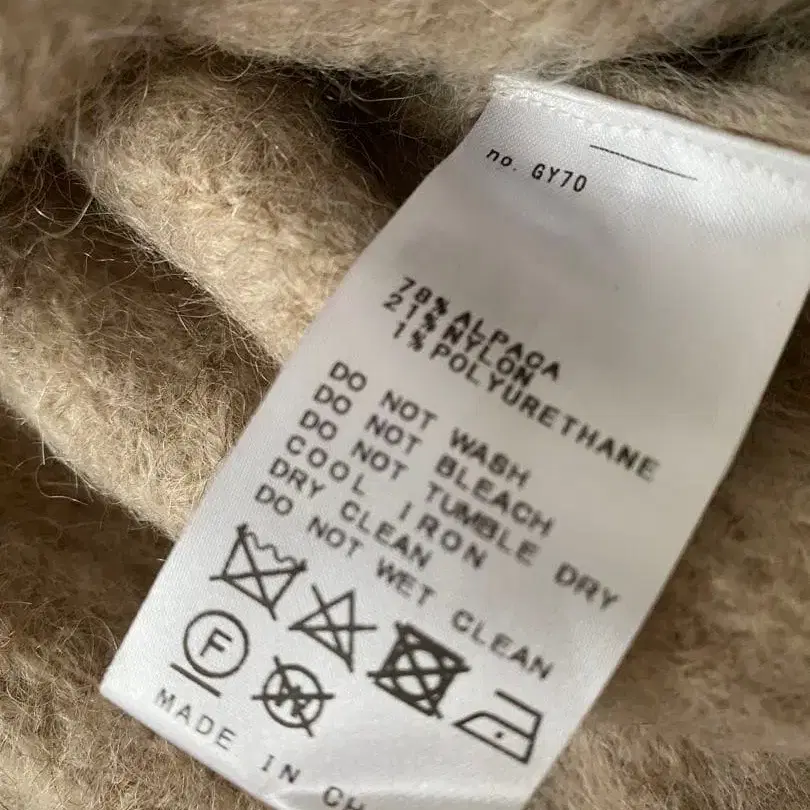 no. GY70
78% ALPACA
21% NYLON
1% POLYURETHANE
DO NOT WASH
DO NOT BLEACH
DO NOT TUMBLE DRY
COOL IRON
DRY CLEAN
DO NOT WET CLEAN
F
W
MADE IN CH